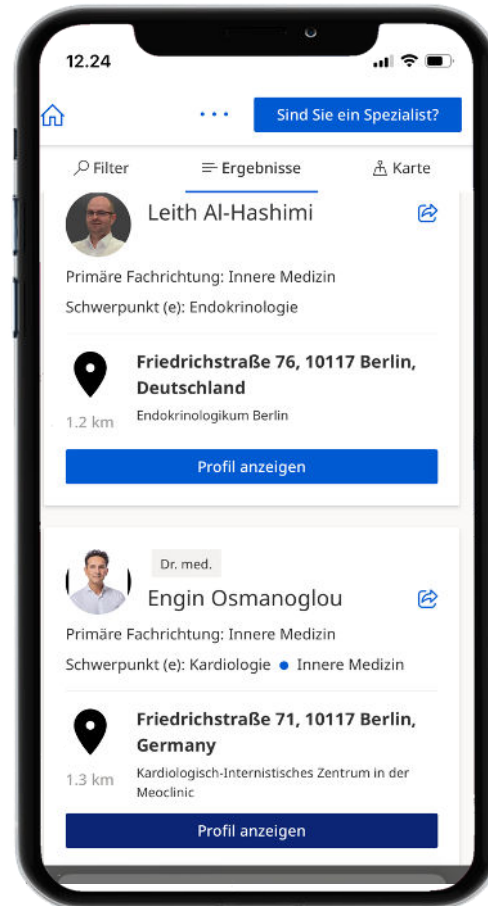 12.24
Sind Sie ein Spezialist?
Filter
Ergebnisse
Karte
Leith Al-Hashimi
Primäre Fachrichtung: Innere Medizin
Schwerpunkt (e): Endokrinologie
Friedrichstraße 76, 10117 Berlin,
Deutschland
1.2 km
Endokrinologikum Berlin
Profil anzeigen
Dr. med.
Engin Osmanoglou
Primäre Fachrichtung: Innere Medizin
Schwerpunkt (e): Kardiologie ● Innere Medizin
Friedrichstraße 71, 10117 Berlin,
Germany
1.3 km
Kardiologisch-Internistisches Zentrum in der
Meoclinic
Profil anzeigen